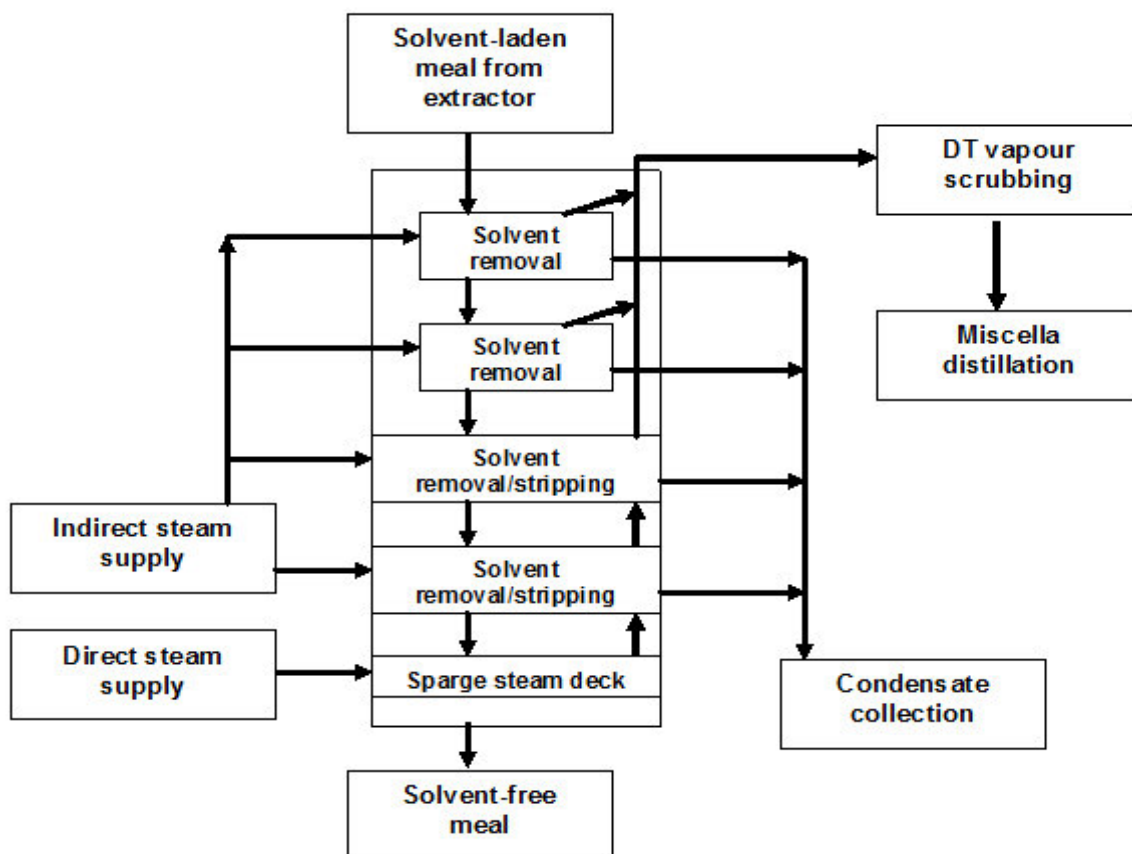 Solvent-laden
meal from
extractor
DT vapour
scrubbing
Solvent
removal
Solvent
removal
Miscella
distillation
Solvent
removal/stripping
Indirect steam
supply
Solvent
removal/stripping
Direct steam
supply
Sparge steam deck
Condensate
collection
Solvent-free
meal